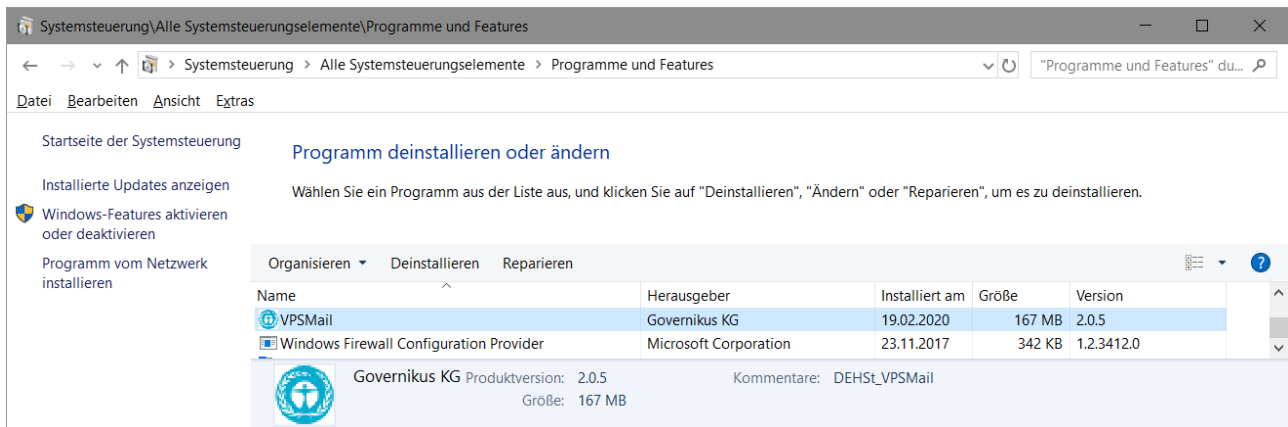 Systemsteuerung\Alle Systemsteuerungselemente\Programme und Features
Systemsteuerung > Alle Systemsteuerungselemente > Programme und Features
"Programme und Features" du...
Datei Bearbeiten Ansicht Extras
Startseite der Systemsteuerung
Installierte Updates anzeigen
Windows-Features aktivieren
oder deaktivieren
Programm vom Netzwerk
installieren
Programm deinstallieren oder ändern
Wählen Sie ein Programm aus der Liste aus, und klicken Sie auf "Deinstallieren", "Ändern" oder "Reparieren", um es zu deinstallieren.
Organisieren Deinstallieren Reparieren
Name Herausgeber Installiert am Größe Version
VPSMail Governikus KG 19.02.2020 167 MB 2.0.5
Windows Firewall Configuration Provider Microsoft Corporation 23.11.2017 342 KB 1.2.3412.0
Governikus KG Produktversion: 2.0.5 Kommentare: DEHSt_VPSMail
Größe: 167 MB